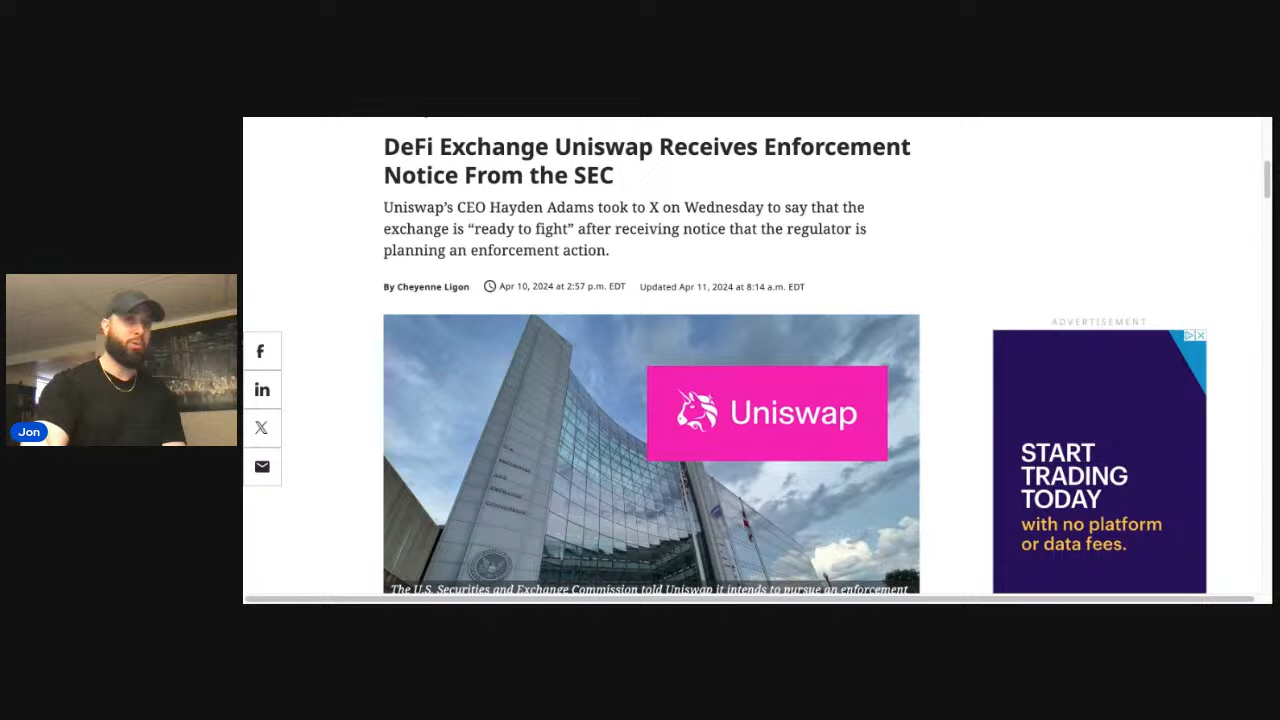 DeFi Exchange Uniswap Receives Enforcement
Notice From the SEC
Uniswap’s CEO Hayden Adams took to X on Wednesday to say that the
exchange is “ready to fight” after receiving notice that the regulator is
planning an enforcement action.
By Cheyenne Ligon
Apr 10, 2024 at 2:57 p.m. EDT
Updated Apr 11, 2024 at 8:14 a.m. EDT
Uniswap
The U.S. Securities and Exchange Commission told Uniswap it intends to pursue an enforcement
ADVERTISEMENT
START
TRADING
TODAY
with no platform
or data fees.
Jon